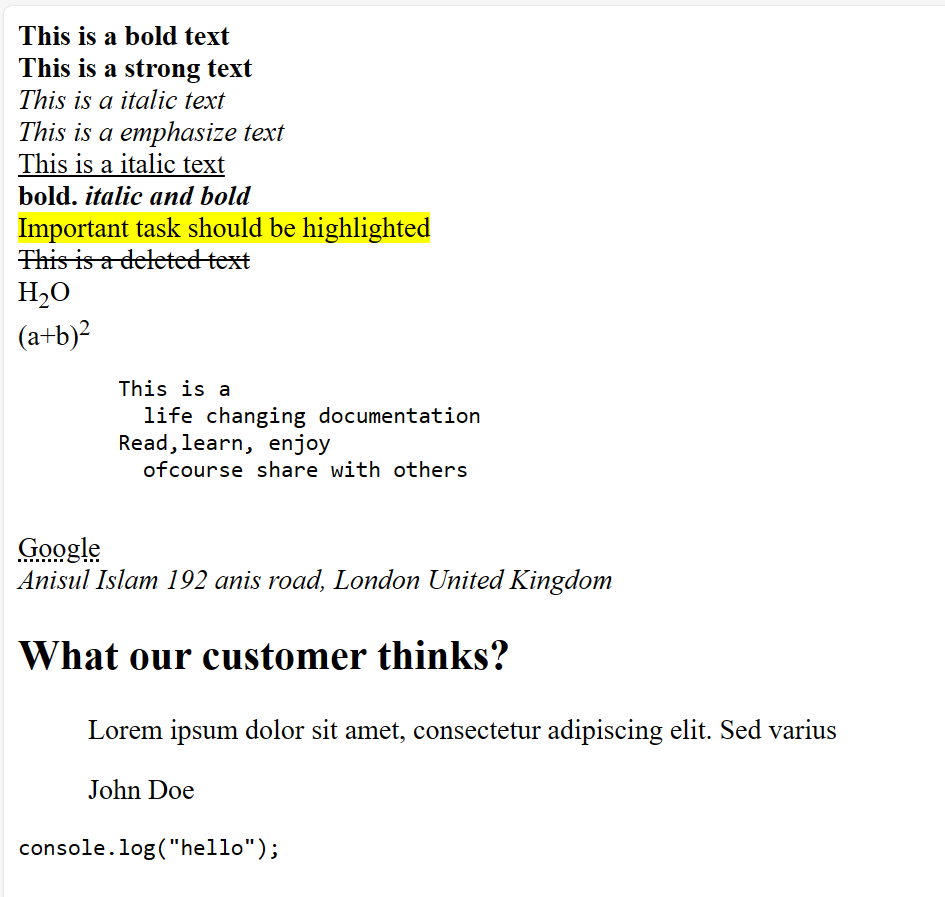 This is a bold text
This is a strong text
This is a italic text
This is a emphasize text
This is a italic text
bold. italic and bold
Important task should be highlighted
This is a deleted text
H₂O
(a+b)²
This is a
life changing documentation
Read,learn, enjoy
ofcourse share with others
Google
Anisul Islam 192 anis road, London United Kingdom
What our customer thinks?
Lorem ipsum dolor sit amet, consectetur adipiscing elit. Sed varius
John Doe
console.log("hello");